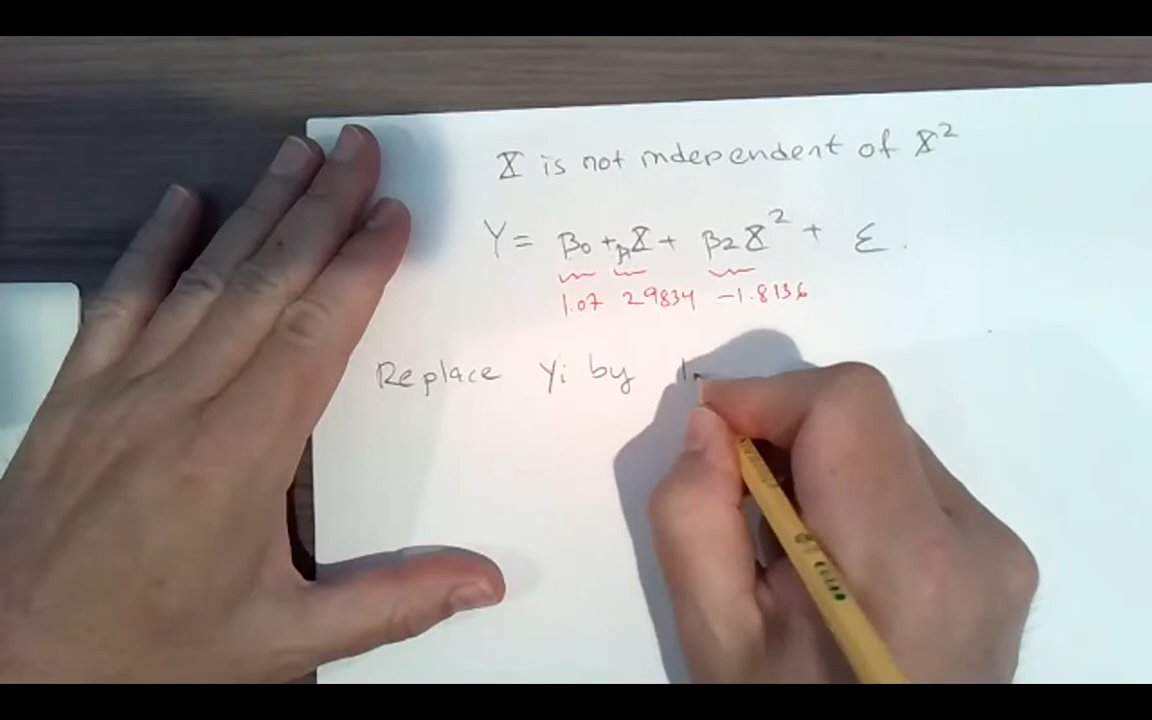 X is not independent of X²
Y = β₀ + β₁X + β₂X² + ε.
1.07 2.9834 -1.8136
Replace Yi by